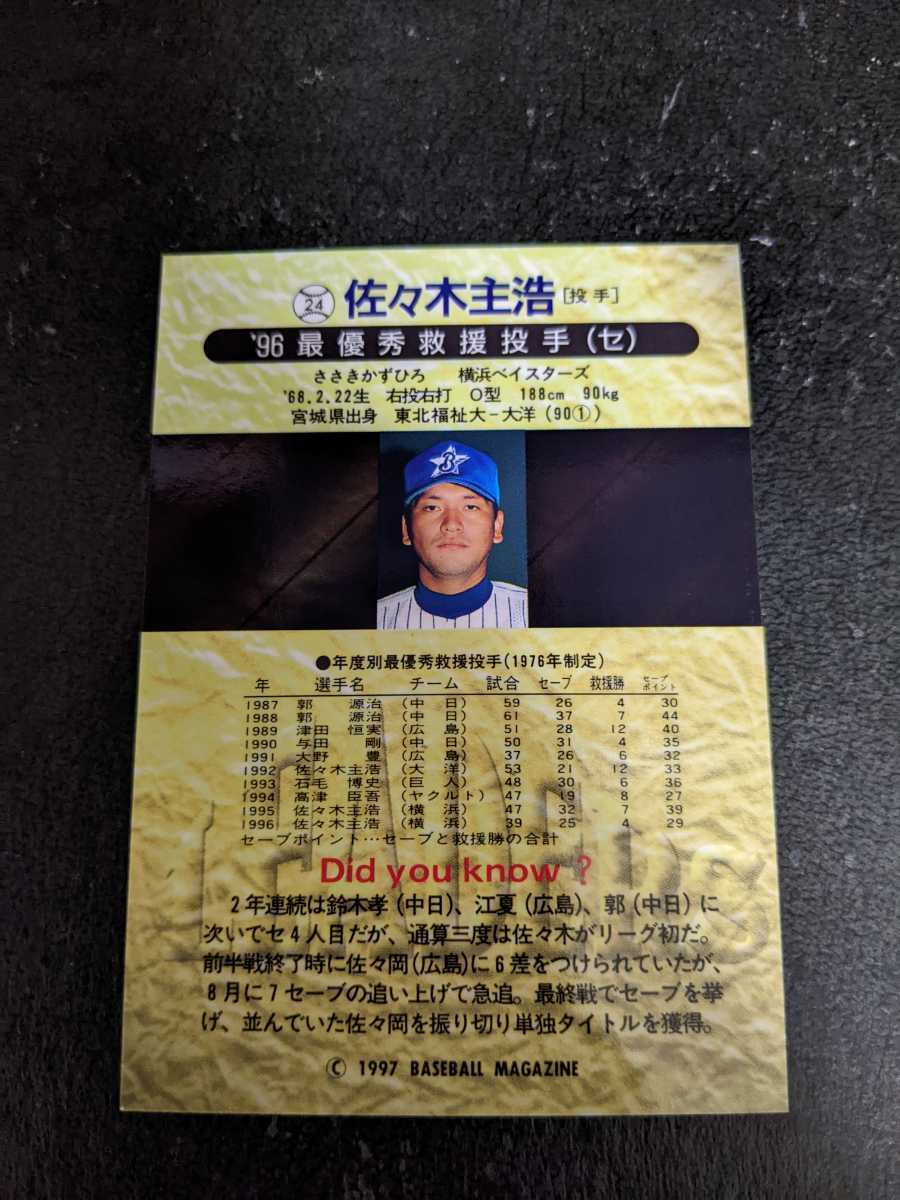 24 佐々木主浩［投手］
'96 最優秀救援投手(セ)
ささきかずひろ 横浜ベイスターズ
'68.2.22生 右投右打 O型 188cm 90kg
宮城県出身 東北福祉大－大洋(90①)
B
●年度別最優秀救援投手(1976年制定)
年 選手名 チーム 試合 セーブ 救援勝 セーブポイント
1987 郭 源治 (中日) 59 26 4 30
1988 郭 源治 (中日) 61 37 7 44
1989 津田 恒実 (広島) 51 28 12 40
1990 与田 剛 (中日) 50 31 4 35
1991 大野 豊 (広島) 37 26 6 32
1992 佐々木主浩 (大洋) 53 21 12 33
1993 石毛 博史 (巨人) 48 30 6 36
1994 高津 臣吾 (ヤクルト) 47 19 8 27
1995 佐々木主浩 (横浜) 47 32 7 39
1996 佐々木主浩 (横浜) 39 25 4 29
セーブポイント…セーブと救援勝の合計
Did you know ?
2年連続は鈴木孝(中日)、江夏(広島)、郭(中日)に
次いでセ4人目だが、通算三度は佐々木がリーグ初だ。
前半戦終了時に佐々岡(広島)に6差をつけられていたが、
8月に7セーブの追い上げで急追。最終戦でセーブを挙
げ、並んでいた佐々岡を振り切り単独タイトルを獲得。
© 1997 BASEBALL MAGAZINE